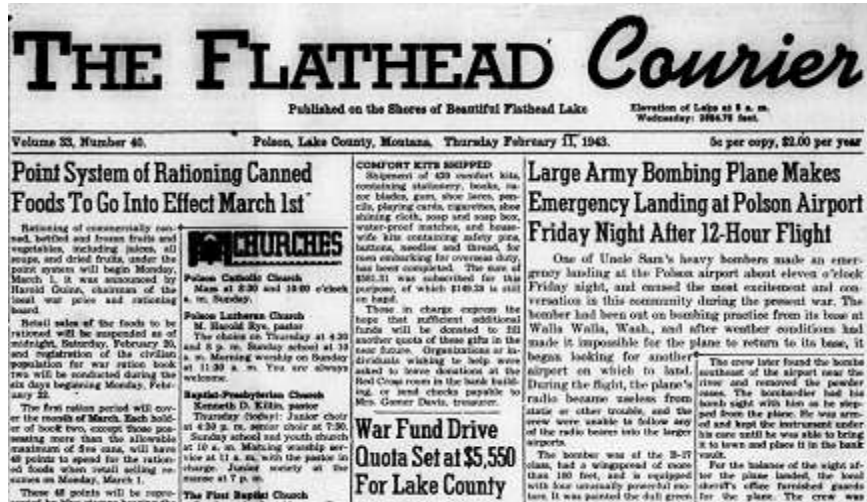 THE FLATHEAD Courier
Published on the Shores of Beautiful Flathead Lake
Elevation of Lake at 8 a. m.
Wednesday: feet.
Volume 33, Number 40.
Polson, Lake County, Montana, Thursday February 11, 1943.
5c per copy, $2.00 per year
Point System of Rationing Canned
Foods To Go Into Effect March 1st
Rationing of commercially can-
ned, bottled and frozen fruits and
vegetables, including juices, all
soups, and dried fruits, under the
point system will begin Monday,
March 1, it was announced by
Harold Guinn, chairman of the
local war price and rationing
board.
Retail sales of the foods to be
rationed will be suspended as of
midnight, Saturday, February 20,
and registration of the civilian
population for war ration book
two will be conducted during the
six days beginning Monday, Feb-
ruary 22.
The first ration period will cov-
er the month of March. Each hold-
er of book two, except those pos-
sessing more than the allowable
maximum of five cans, will have
48 points to spend for the ration-
ed foods when retail selling re-
sumes on Monday, March 1.
These 48 points will be repre-
CHURCHES
Polson Catholic Church
Mass at 8:30 and 10:00 o'clock
a. m. Sunday.
Polson Lutheran Church
M. Harold Rye, pastor
The choirs on Thursday at 4:30
and 8 p. m. Sunday school at 10
a. m. Morning worship on Sunday
at 11:30 a. m. You are always
welcome.
Baptist-Presbyterian Church
Kenneth D. pastor
Thursday (today): Junior choir
at 4:30 p. m. senior choir at 7:30.
Sunday school and youth church
at 10 a. m. Morning worship ser-
vice at 11 a. m. with the pastor in
charge. Junior society at the
manse at 7 p. m.
The First Baptist Church
COMFORT KITS SHIPPED
Shipment of 420 comfort kits,
containing stationery, books, ra-
zor blades, gum, shoe laces, pen-
cils, playing cards, cigarettes, shoe
shining cloth, soap and soap box,
water-proof matches, and house-
wife kits containing safety pins,
buttons, needles and thread, for
men embarking for overseas duty,
has been completed. The sum of
was subscribed for this
purpose, of which $149.23 is still
on hand.
Those in charge express the
hope that sufficient additional
funds will be donated to fill
another quota of these gifts in the
near future. Organizations or in-
dividuals wishing to help were
asked to leave donations at the
Red Cross room in the bank build-
ing, or send checks payable to
Mrs. Gomer Davis, treasurer.
War Fund Drive
Quota Set at $5,550
For Lake County
Large Army Bombing Plane Makes
Emergency Landing at Polson Airport
Friday Night After 12-Hour Flight
One of Uncle Sam's heavy bombers made an emer-
gency landing at the Polson airport about eleven o'clock
Friday night, and caused the most excitement and con-
versation in this community during the present war. The
bomber had been out on bombing practice from its base at
Walla Walla, Wash., and after weather conditions had
made it impossible for the plane to return to its base, it
began looking for another
airport on which to land.
During the flight, the plane's
radio became useless from
static or other trouble, and the
crew were unable to follow any
of the radio beams into the larger
airports.
The bomber was of the B-17
class, had a wingspread of more
than 100 feet, and is equipped
with four unusually powerful mo-
tors. It was painted the dull green
The crew later found the bombs
southeast of the airport near the
river and removed the powder
cases. The bombardier had his
bomb sight with him as he step-
ped from the plane. He was arm-
ed and kept the instrument under
his care until he was able to bring
it to town and place it in the bank
vault.
For the balance of the night af-
ter the plane landed, the local
sheriff's office furnished guards
for the plane. The crew were